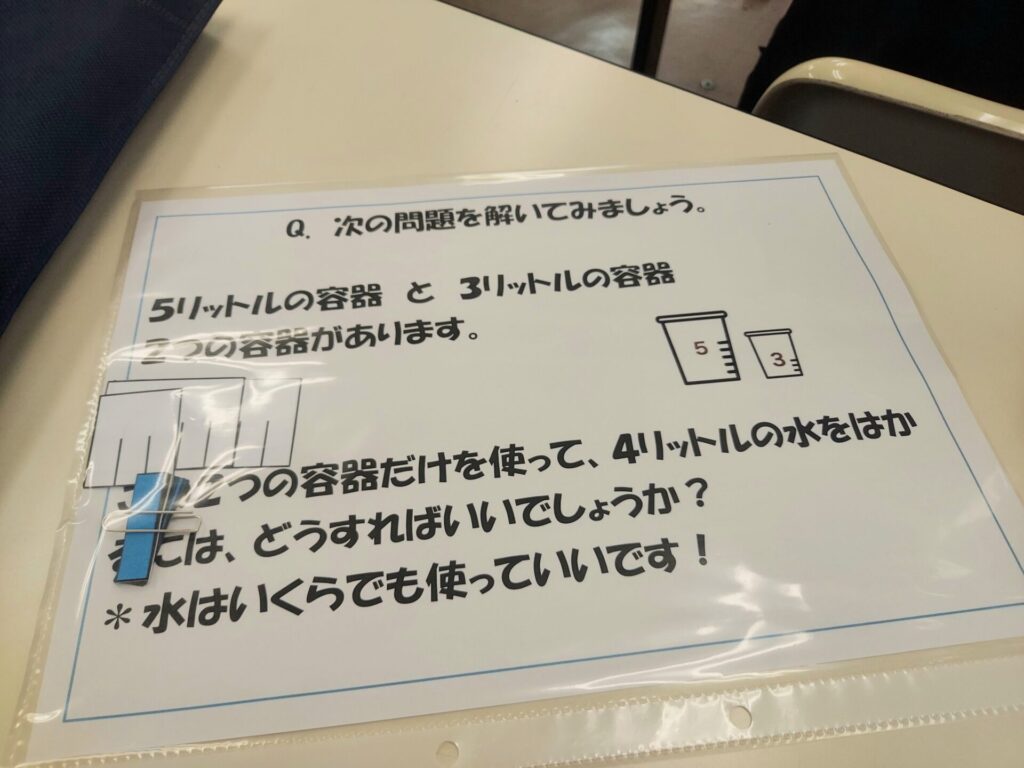 Q. 次の問題を解いてみましょう。
5リットルの容器 と 3リットルの容器
2つの容器があります。
5
3
2つの容器だけを使って、4リットルの水をはか
るには、どうすればいいでしょうか？
＊水はいくらでも使っていいです！